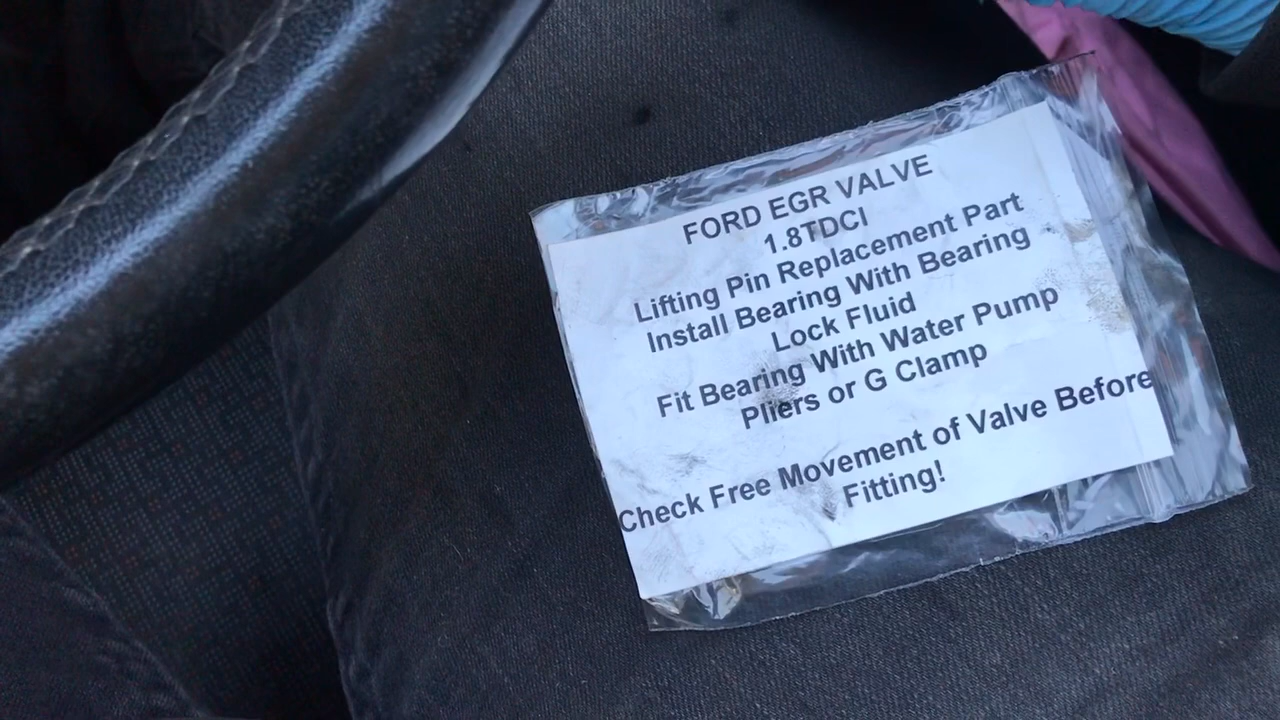 FORD EGR VALVE
1.8TDCI
Lifting Pin Replacement Part
Install Bearing With Bearing
Lock Fluid
Fit Bearing With Water Pump
Pliers or G Clamp
Check Free Movement of Valve Before
Fitting!